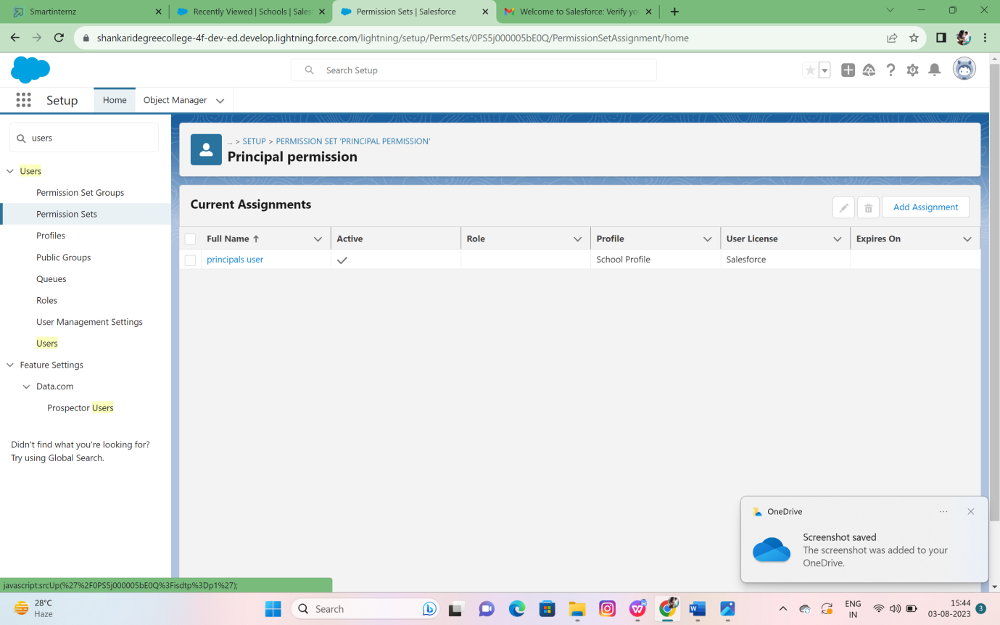 Smartinternz
Recently Viewed | Schools | Sales
Permission Sets | Salesforce
Welcome to Salesforce: Verify yo
shankaridegreecollege-4f-dev-ed.develop.lightning.force.com/lightning/setup/PermSets/0PS5j000005bE0Q/PermissionSetAssignment/home
Search Setup
Setup
Home
Object Manager
users
Users
Permission Set Groups
Permission Sets
Profiles
Public Groups
Queues
Roles
User Management Settings
Users
Feature Settings
Data.com
Prospector Users
Didn't find what you're looking for?
Try using Global Search.
... > SETUP > PERMISSION SET 'PRINCIPAL PERMISSION'
Principal permission
Current Assignments
Add Assignment
Full Name ↑ Active Role Profile User License Expires On
principals user School Profile Salesforce
OneDrive
Screenshot saved
The screenshot was added to your
OneDrive.
javascript:srcUp(%27%2F0PS5j000005bE0Q%3Fisdtp%3Dp1%27);
28°C
Haze
Search
ENG
IN
15:44
03-08-2023
3